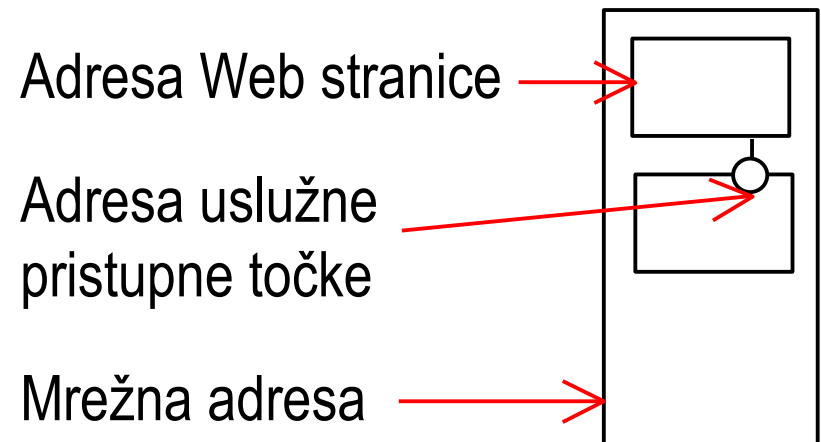 Adresa Web stranice
Adresa uslužne
pristupne točke
Mrežna adresa